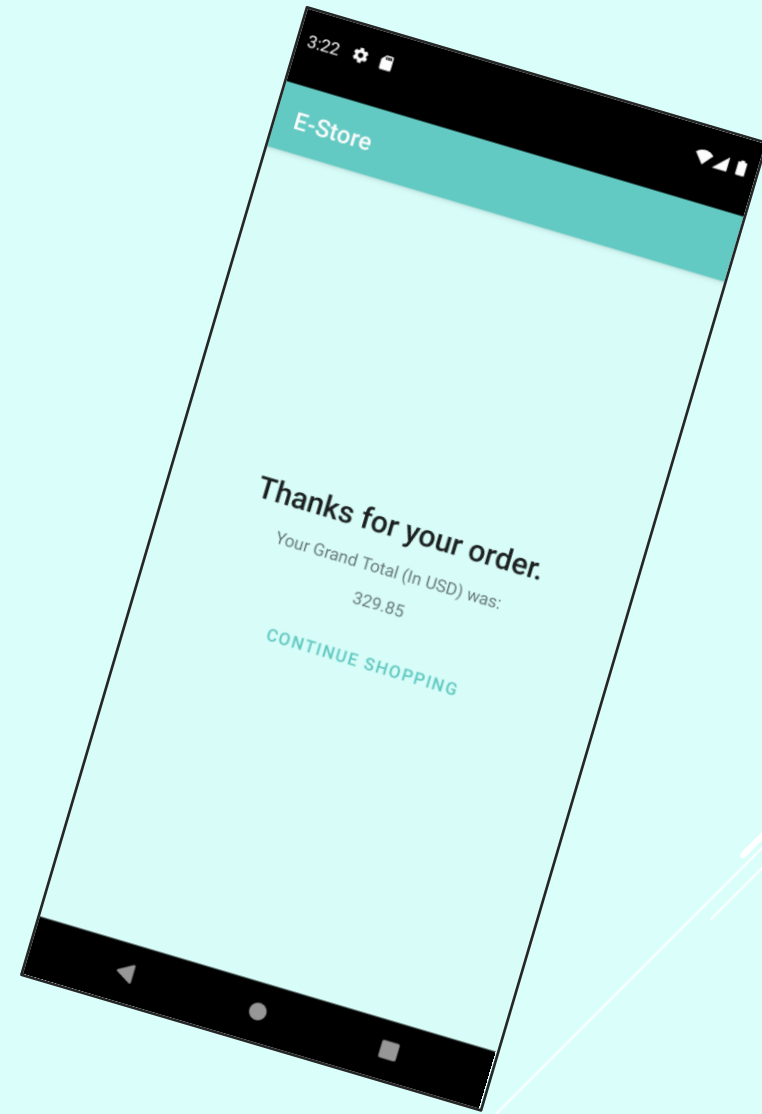 3:22
E-Store
Thanks for your order.
Your Grand Total (In USD) was:
329.85
CONTINUE SHOPPING